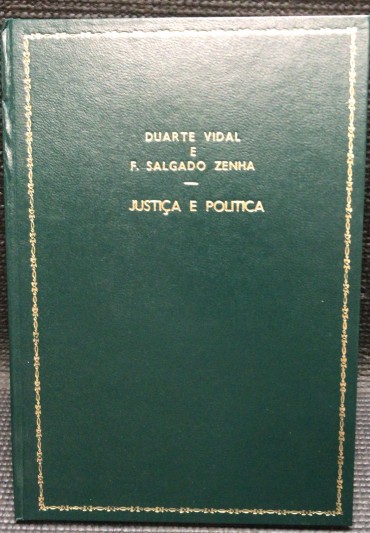 DUARTE VIDAL
E
F. SALGADO ZENHA
JUSTIÇA E POLITICA